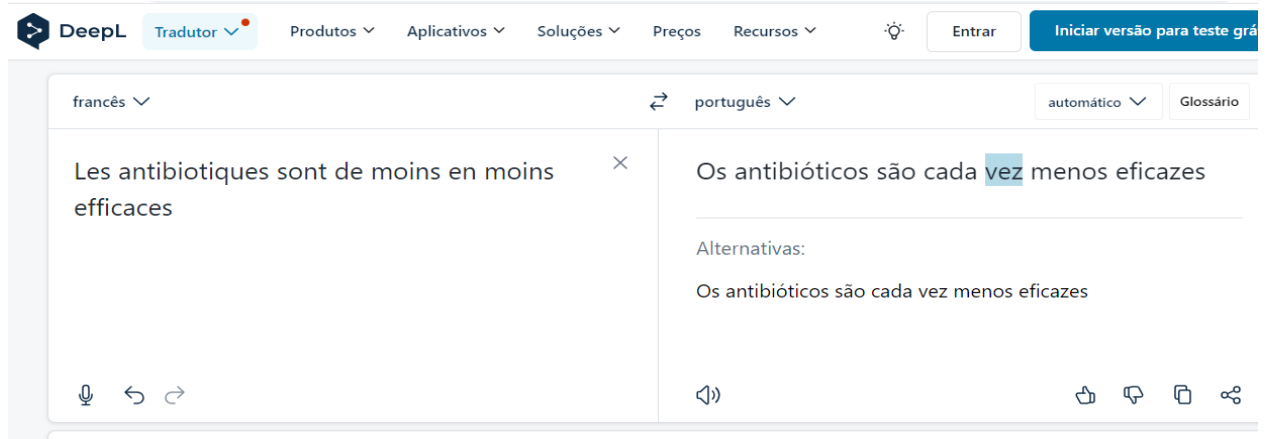 DeepL Tradutor Produtos Aplicativos Soluções Preços Recursos Entrar Iniciar versão para teste grá
francês português automático Glossário
Les antibiotiques sont de moins en moins
efficaces
Os antibióticos são cada vez menos eficazes
Alternativas:
Os antibióticos são cada vez menos eficazes